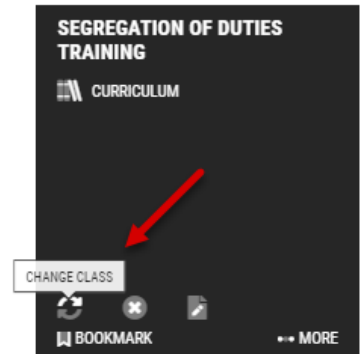 SEGREGATION OF DUTIES
TRAINING
CURRICULUM
CHANGE CLASS
BOOKMARK
MORE